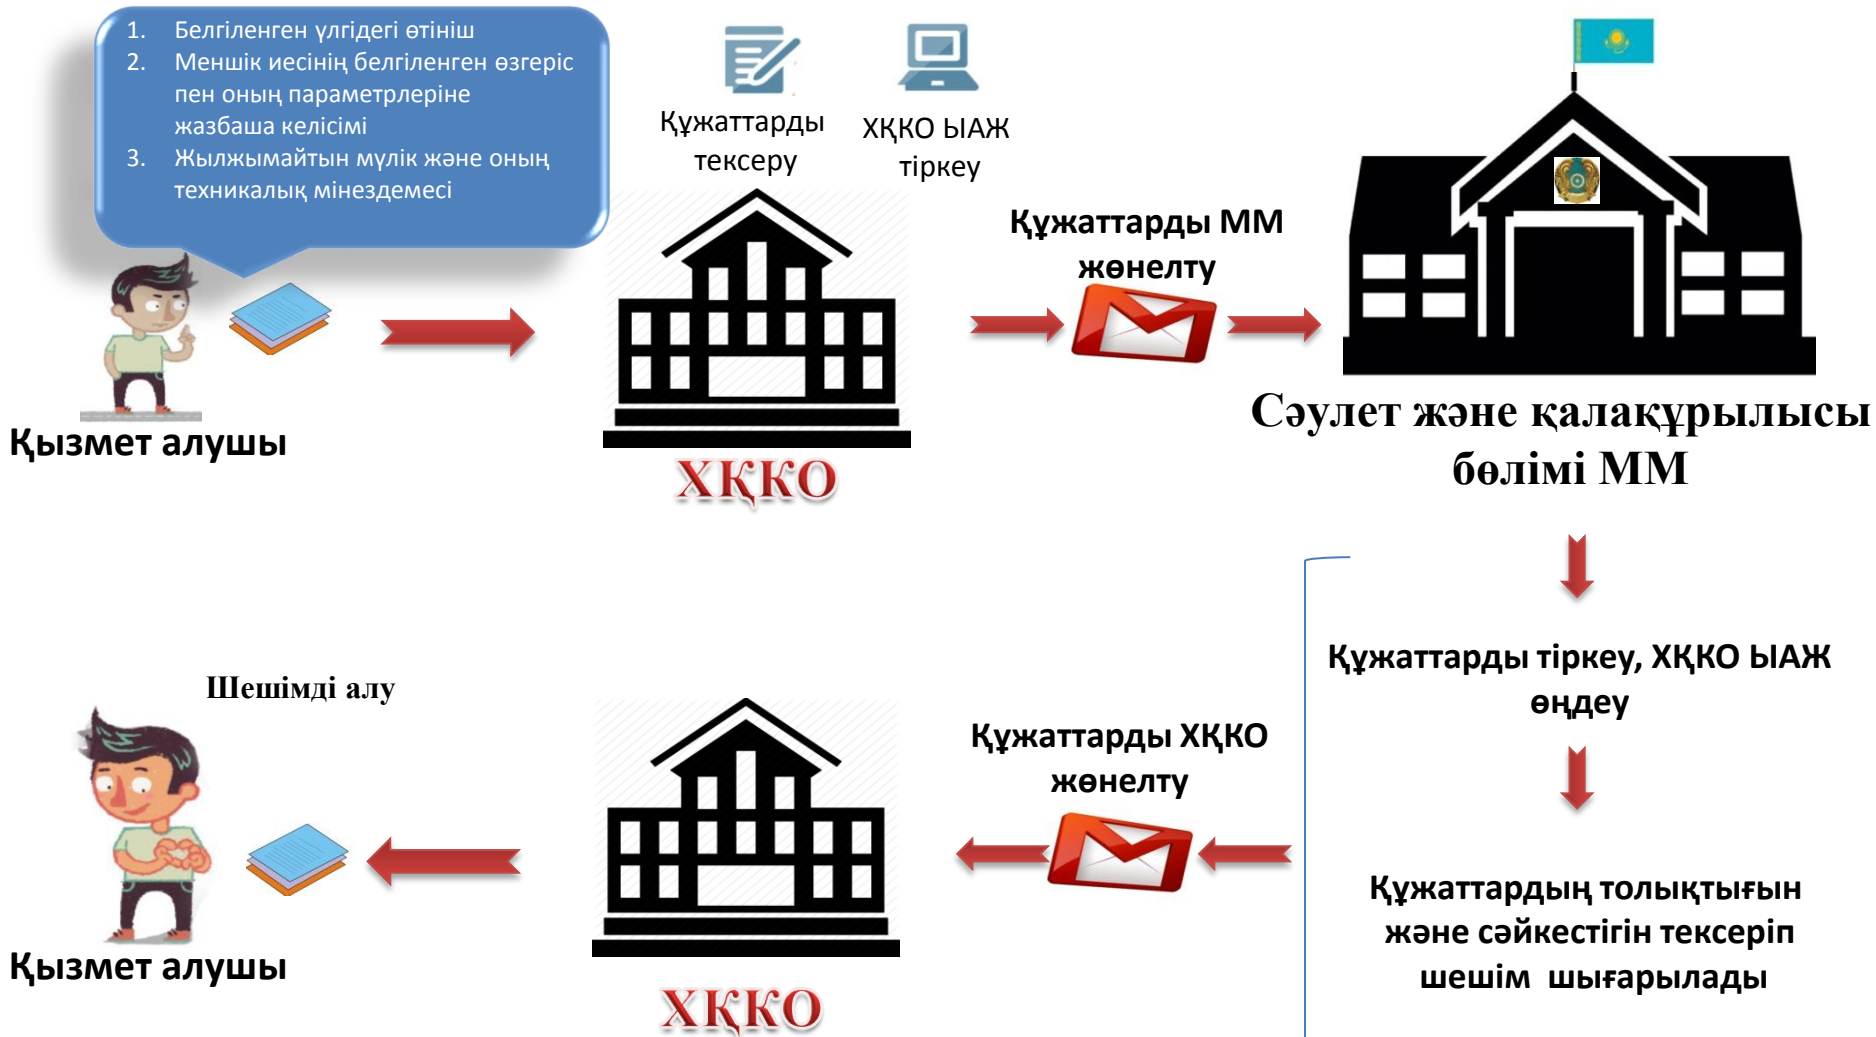 1. Белгіленген үлгідегі өтініш
2. Меншік иесінің белгіленген өзгеріс
пен оның параметрлеріне
жазбаша келісімі
3. Жылжымайтын мүлік және оның
техникалық мінездемесі
Қызмет алушы
Құжаттарды
тексеру
ХҚКО ЫАЖ
тіркеу
ХҚКО
Құжаттарды ММ
жөнелту
Сәулет және қалақұрылысы
бөлімі ММ
Құжаттарды тіркеу, ХҚКО ЫАЖ
өңдеу
Құжаттардың толықтығын
және сәйкестігін тексеріп
шешім шығарылады
Құжаттарды ХҚКО
жөнелту
ХҚКО
Шешімді алу
Қызмет алушы